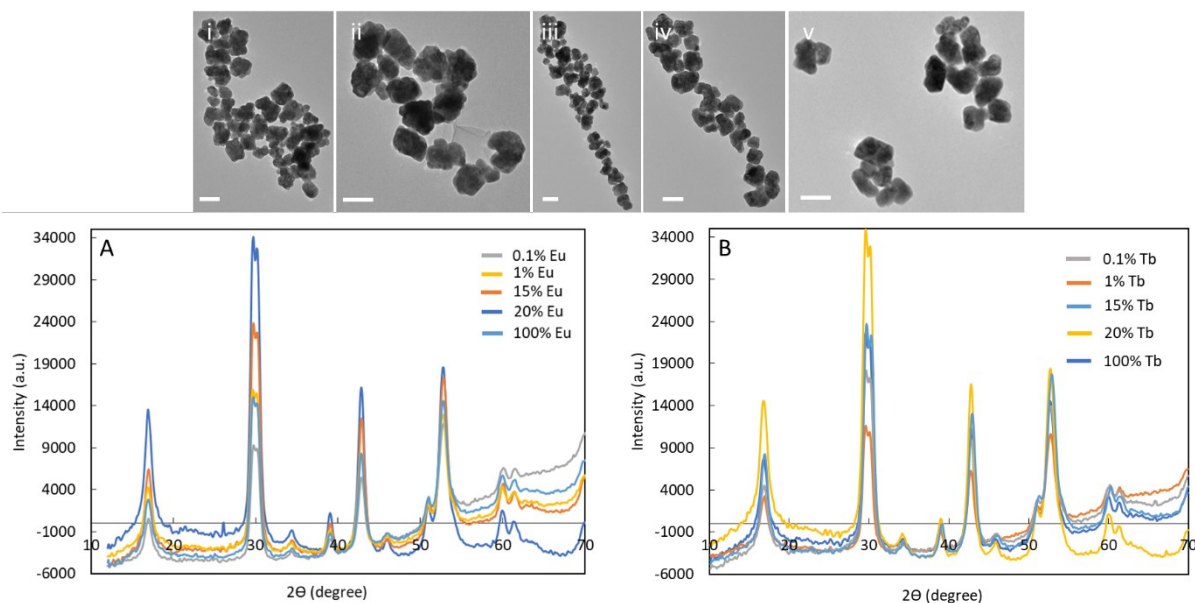 i
ii
iii
iv
v
A
0.1% Eu
1% Eu
15% Eu
20% Eu
100% Eu
34000
29000
24000
19000
14000
9000
4000
-1000
-6000
Intensity (a.u.)
10 20 30 40 50 60 70
2Θ (degree)
B
0.1% Tb
1% Tb
15% Tb
20% Tb
100% Tb
34000
29000
24000
19000
14000
9000
4000
-1000
-6000
Intensity (a.u.)
10 20 30 40 50 60 70
2Θ (degree)